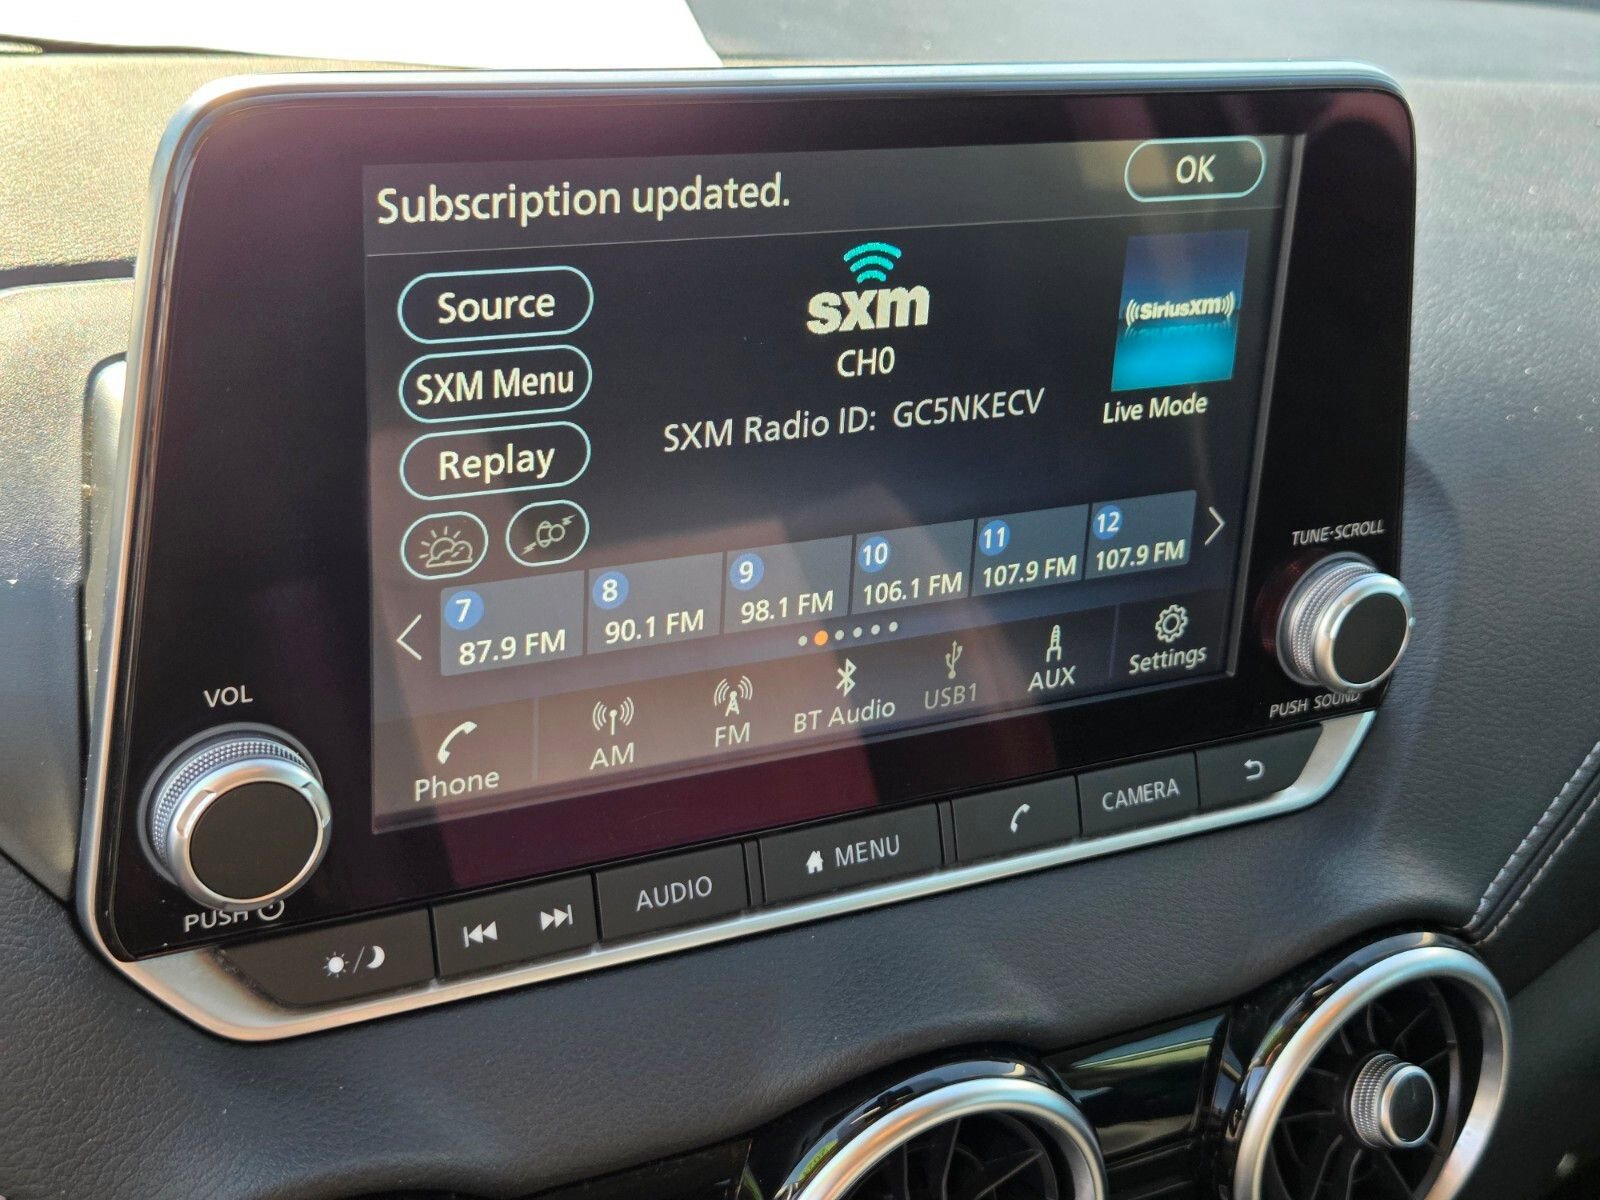 Subscription updated.
OK
Source
SXM Menu
Replay
sxm
CH0
SXM Radio ID: GC5NKECV
((SiriusXM))
Live Mode
7
87.9 FM
8
90.1 FM
9
98.1 FM
10
106.1 FM
11
107.9 FM
12
107.9 FM
Phone
AM
FM
BT Audio
USB1
AUX
Settings
VOL
PUSH
TUNE·SCROLL
PUSH SOUND
AUDIO
MENU
CAMERA